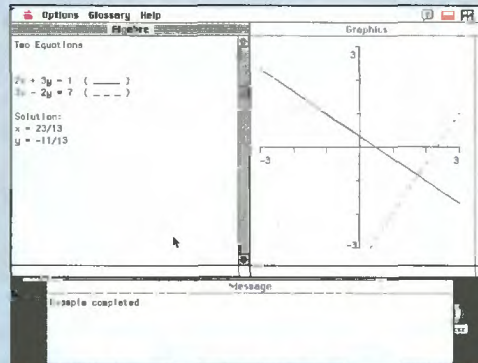 Options Glossary Help
Algebra
Two Equations
2x + 3y = 1 ( ____ )
3x - 2y = 7 ( _ _ _ )
Solution:
x = 23/13
y = -11/13
Graphics
3
-3
3
-3
Message
Example completed